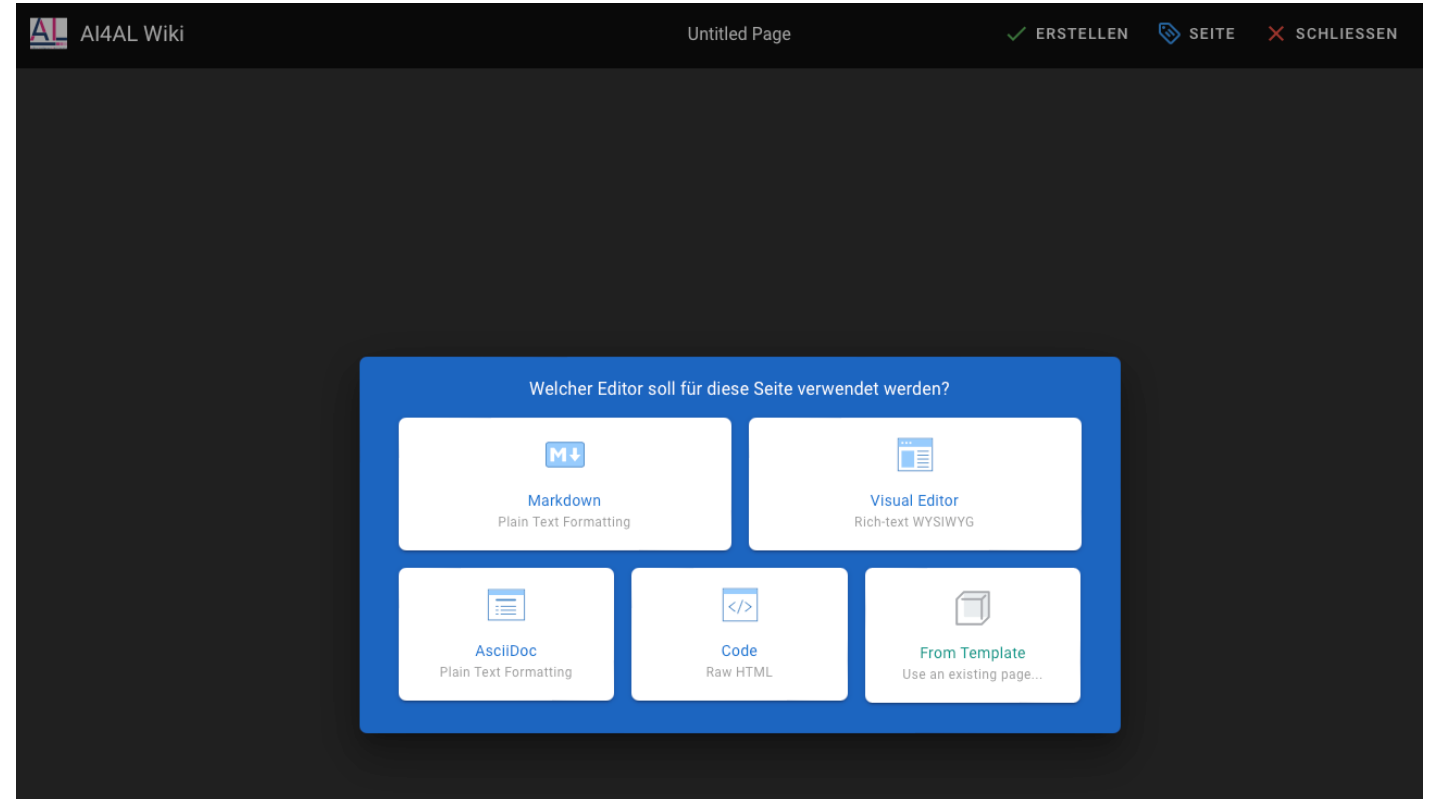 AL AI4AL Wiki
Untitled Page
ERSTELLEN
SEITE
SCHLIESSEN
Welcher Editor soll für diese Seite verwendet werden?
M
Markdown
Plain Text Formatting
Visual Editor
Rich-text WYSIWYG
AsciiDoc
Plain Text Formatting
</>
Code
Raw HTML
From Template
Use an existing page...